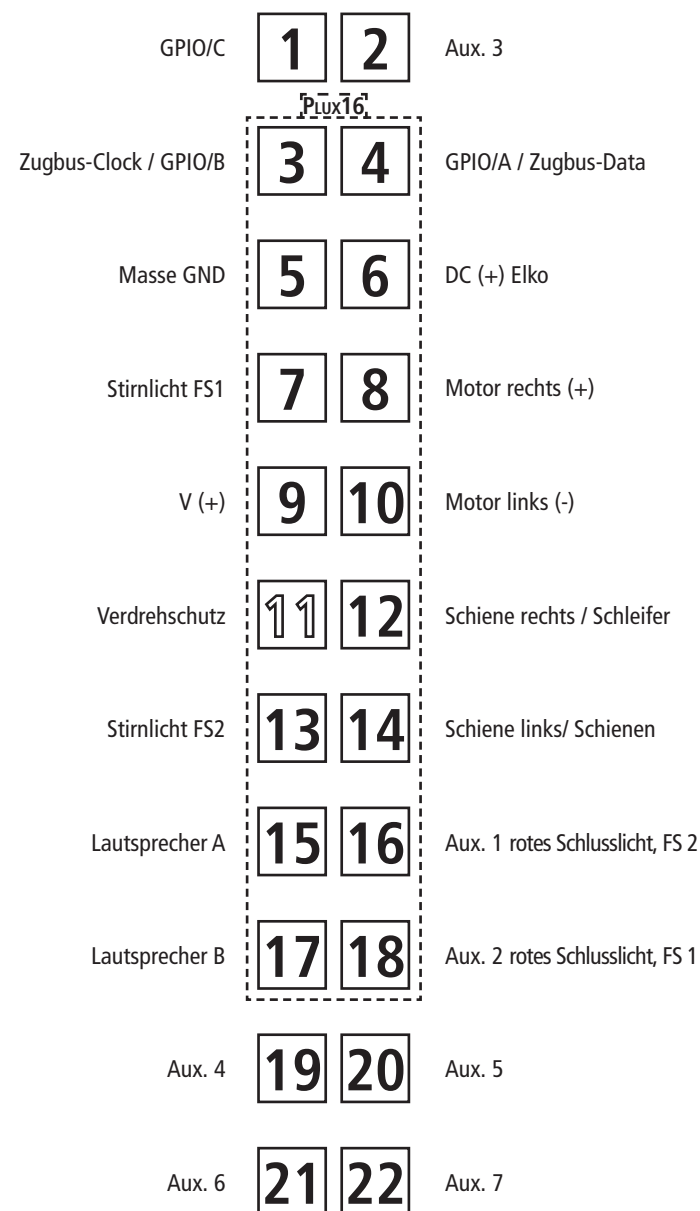 GPIO/C 1 2 Aux. 3
PLUX16
Zugbus-Clock / GPIO/B 3 4 GPIO/A / Zugbus-Data
Masse GND 5 6 DC (+) Elko
Stirnlicht FS1 7 8 Motor rechts (+)
V (+) 9 10 Motor links (-)
Verdrehschutz 11 12 Schiene rechts / Schleifer
Stirnlicht FS2 13 14 Schiene links/ Schienen
Lautsprecher A 15 16 Aux. 1 rotes Schlusslicht, FS 2
Lautsprecher B 17 18 Aux. 2 rotes Schlusslicht, FS 1
Aux. 4 19 20 Aux. 5
Aux. 6 21 22 Aux. 7